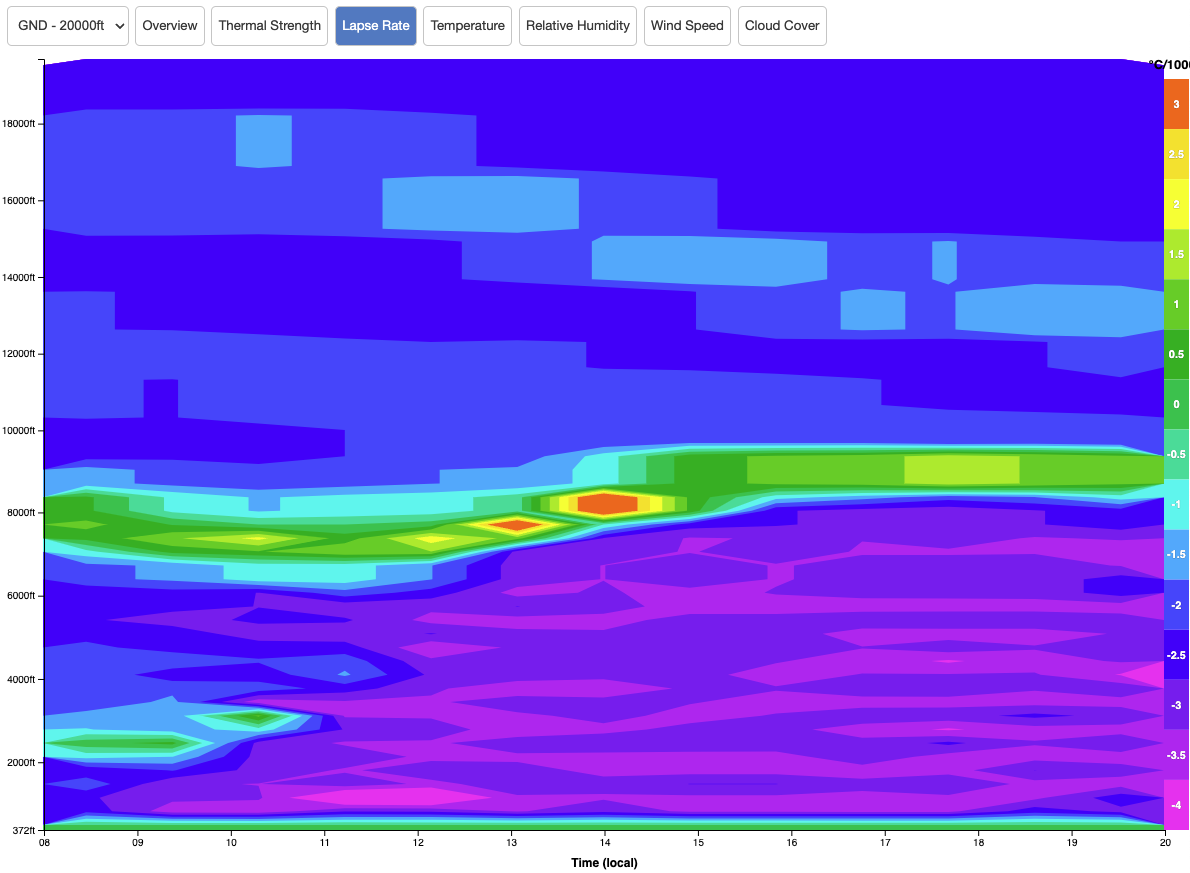 GND - 20000ft Overview Thermal Strength Lapse Rate Temperature Relative Humidity Wind Speed Cloud Cover
°C/100
18000ft
16000ft
14000ft
12000ft
10000ft
8000ft
6000ft
4000ft
2000ft
372ft
3
2.5
2
1.5
1
0.5
0
-0.5
-1
-1.5
-2
-2.5
-3
-3.5
-4
08 09 10 11 12 13 14 15 16 17 18 19 20
Time (local)